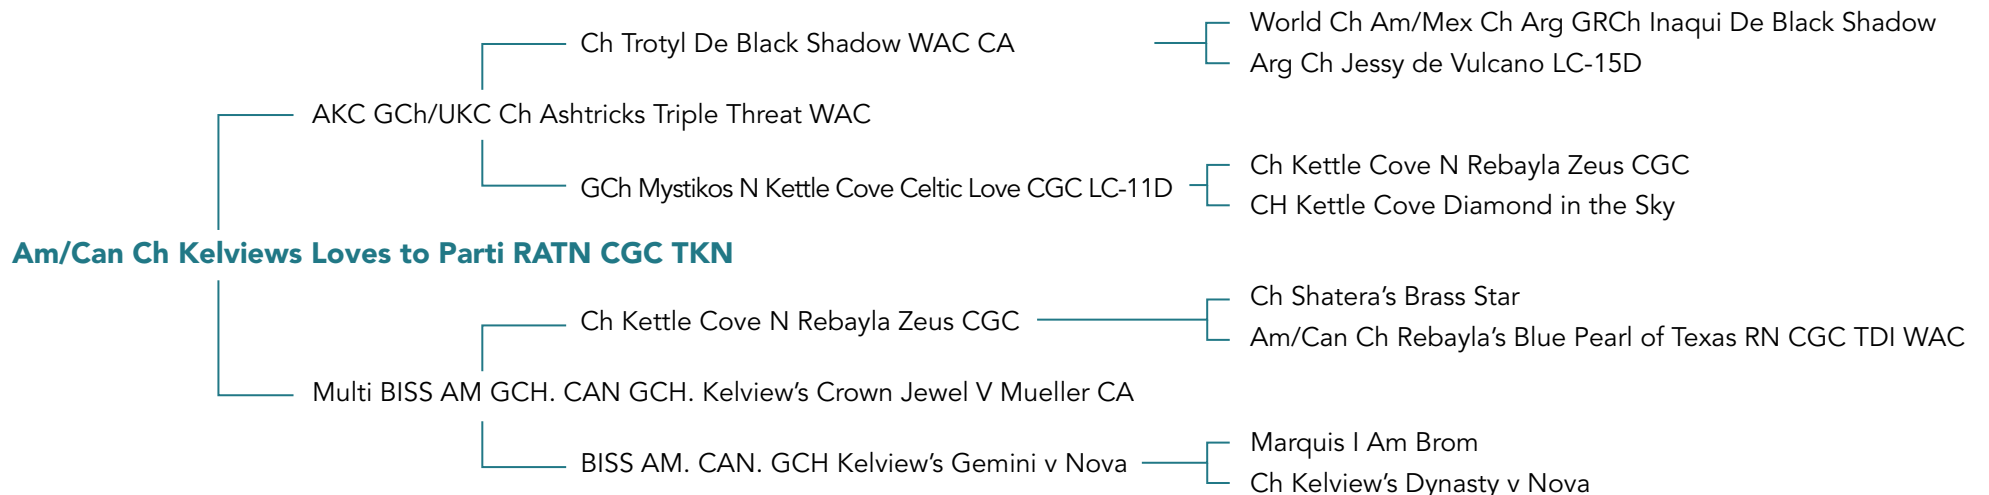 World Ch Am/Mex Ch Arg GRCh Inaqui De Black Shadow
Ch Trotyl De Black Shadow WAC CA
Arg Ch Jessy de Vulcano LC-15D
AKC GCh/UKC Ch Ashtricks Triple Threat WAC
Ch Kettle Cove N Rebayla Zeus CGC
GCh Mystikos N Kettle Cove Celtic Love CGC LC-11D
CH Kettle Cove Diamond in the Sky
Am/Can Ch Kelviews Loves to Parti RATN CGC TKN
Ch Shatera’s Brass Star
Ch Kettle Cove N Rebayla Zeus CGC
Am/Can Ch Rebayla’s Blue Pearl of Texas RN CGC TDI WAC
Multi BISS AM GCH. CAN GCH. Kelview’s Crown Jewel V Mueller CA
Marquis I Am Brom
BISS AM. CAN. GCH Kelview’s Gemini v Nova
Ch Kelview’s Dynasty v Nova